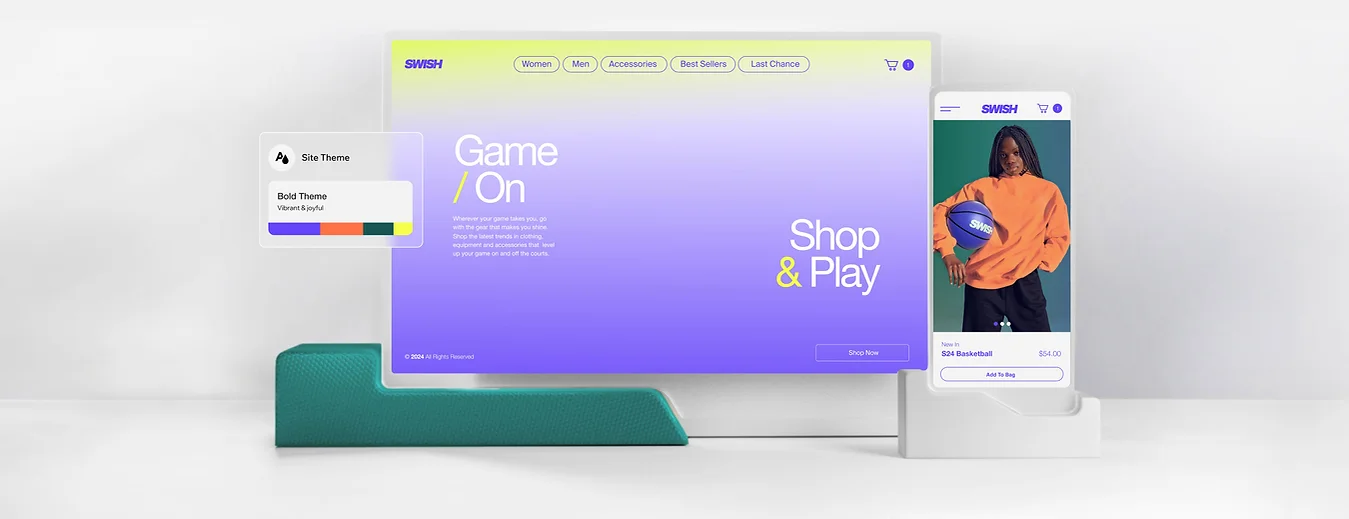 SWISH
Women
Men
Accessories
Best Sellers
Last Chance
1
Game
/ On
Wherever your game takes you, go
with the gear that makes you shine.
Shop the latest trends in clothing,
equipment and accessories that level
up your game on and off the courts.
Shop
& Play
© 2024 All Rights Reserved
Shop Now
Site Theme
Bold Theme
Vibrant & joyful
SWISH
1
SWISH
New In
S24 Basketball
$54.00
Add To Bag